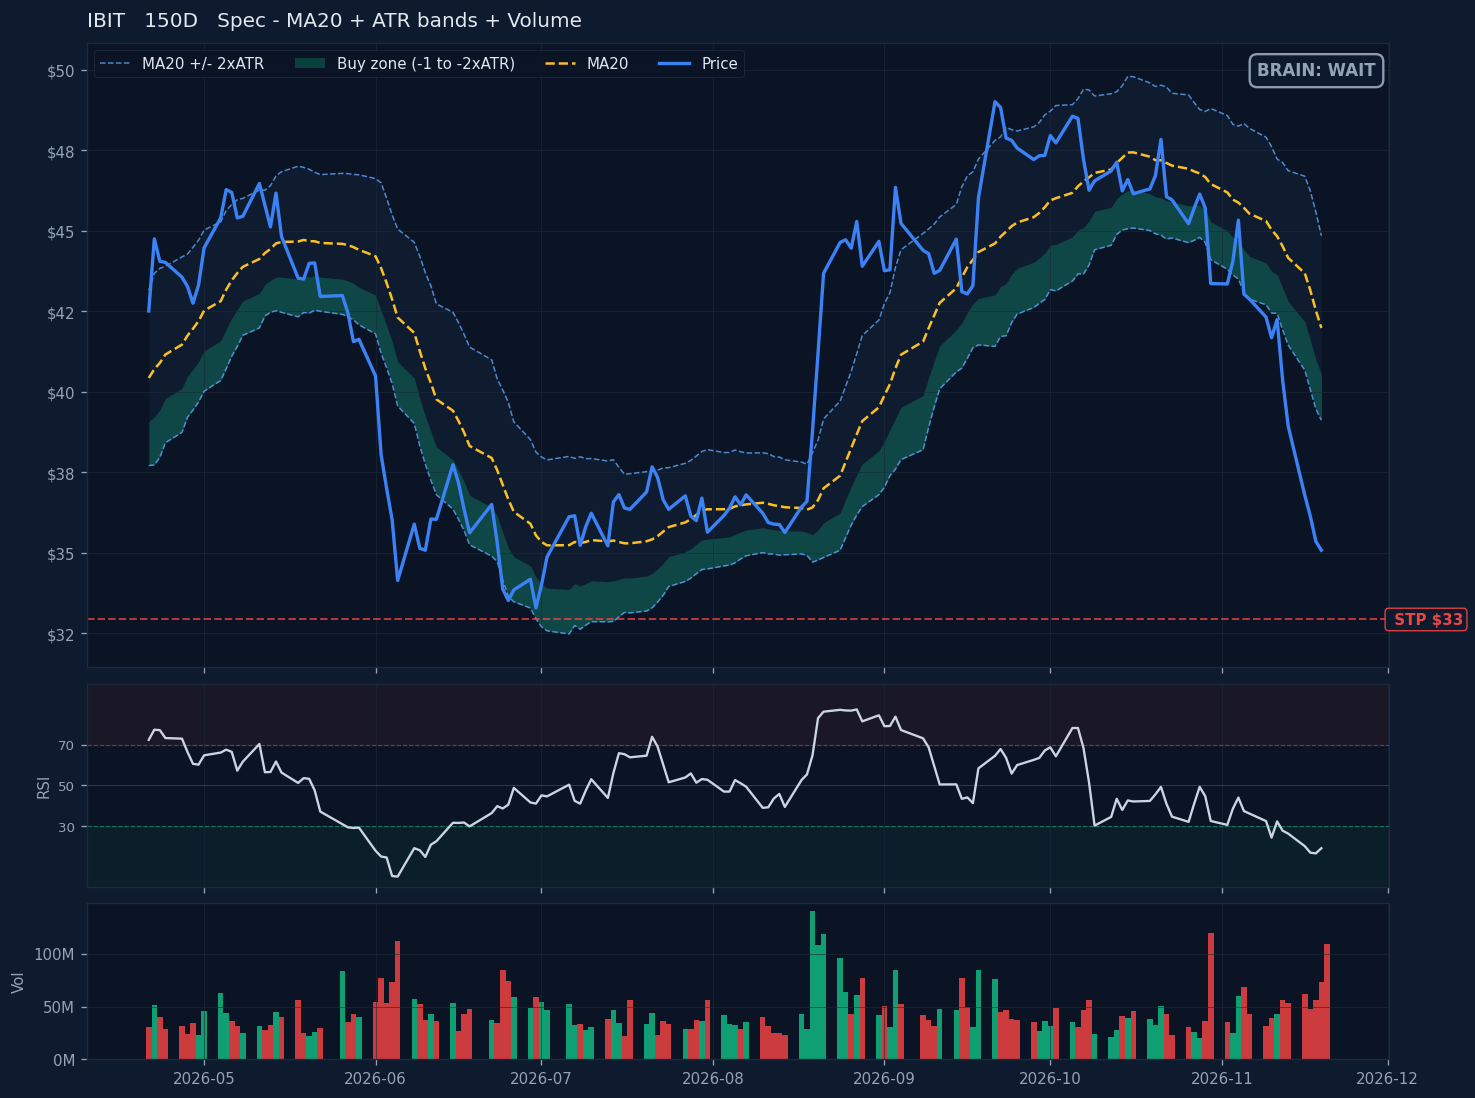 IBIT   150D   Spec - MA20 + ATR bands + Volume
MA20 +/- 2xATR
Buy zone (-1 to -2xATR)
MA20
Price
BRAIN: WAIT
$50
$48
$45
$42
$40
$38
$35
$32
STP $33
RSI
70
50
30
Vol
100M
50M
0M
2026-05
2026-06
2026-07
2026-08
2026-09
2026-10
2026-11
2026-12